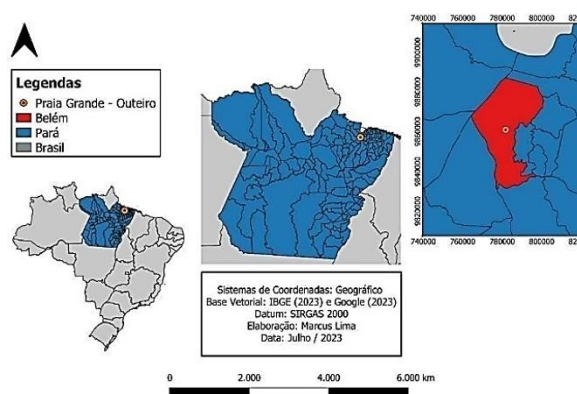 Legendas
Praia Grande - Outeiro
Belém
Pará
Brasil
740000 760000 780000 800000 820
9900000
9880000
9860000
9840000
9820000
740000 760000 780000 800000 820
Sistemas de Coordenadas: Geográfico
Base Vetorial: IBGE (2023) e Google (2023)
Datum: SIRGAS 2000
Elaboração: Marcus Lima
Data: Julho / 2023
0 2.000 4.000 6.000 km